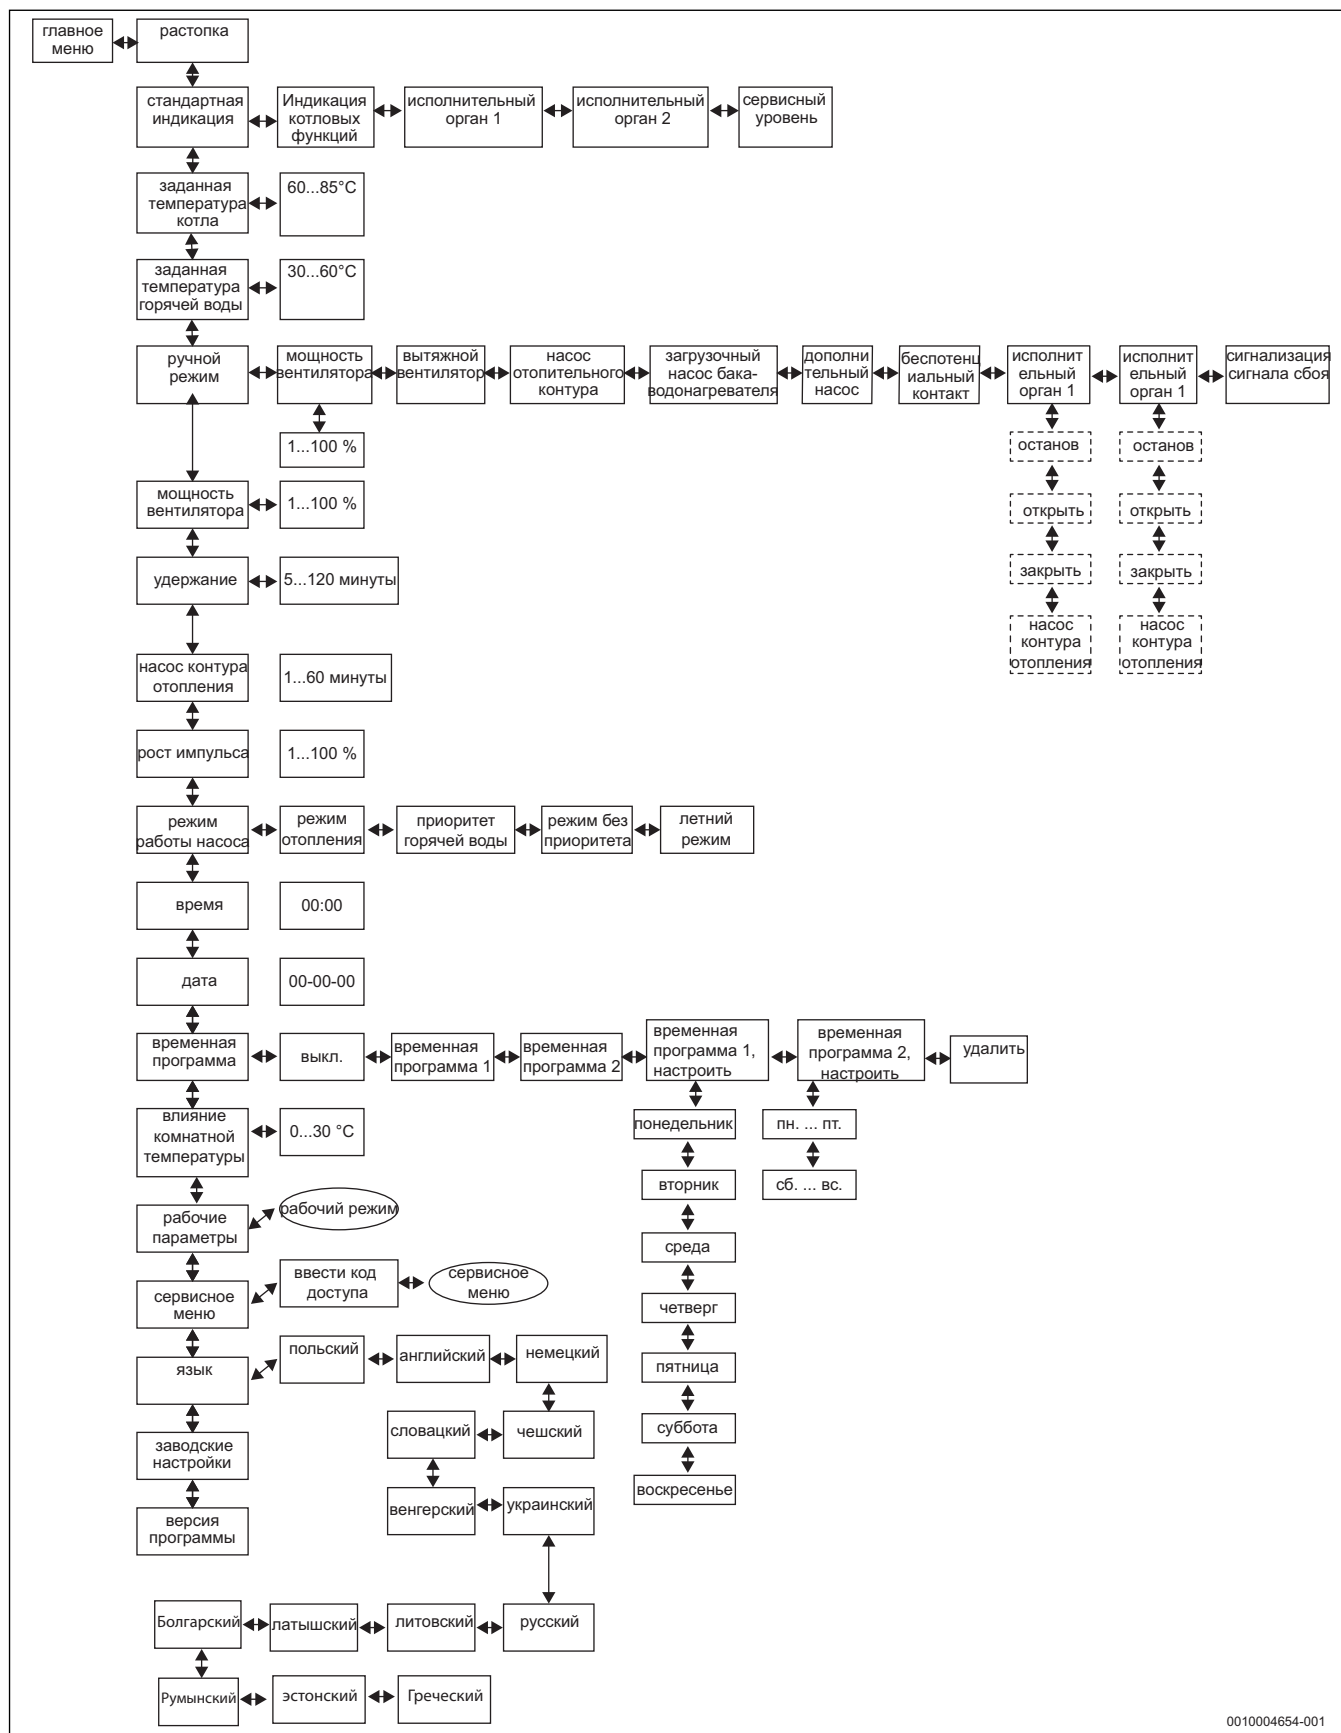 главное
меню
растопка
стандартная
индикация
Индикация
котловых
функций
исполнительный
орган 1
исполнительный
орган 2
сервисный
уровень
заданная
температура
котла
60...85°C
заданная
температура
горячей воды
30...60°C
ручной
режим
мощность
вентилятора
вытяжной
вентилятор
насос
отопительного
контура
загрузочный
насос бака-
водонагревателя
дополни
тельный
насос
беспотенц
иальный
контакт
исполнит
ельный
орган 1
исполнит
ельный
орган 1
сигнализация
сигнала сбоя
1...100 %
останов
открыть
закрыть
насос
контура
отопления
останов
открыть
закрыть
насос
контура
отопления
мощность
вентилятора
1...100 %
удержание
5...120 минуты
насос контура
отопления
1...60 минуты
рост импульса
1...100 %
режим
работы насоса
режим
отопления
приоритет
горячей воды
режим без
приоритета
летний
режим
время
00:00
дата
00-00-00
временная
программа
выкл.
временная
программа 1
временная
программа 2
временная
программа 1,
настроить
временная
программа 2,
настроить
удалить
понедельник
вторник
среда
четверг
пятница
суббота
воскресенье
пн. ... пт.
сб. ... вс.
влияние
комнатной
температуры
0...30 °C
рабочие
параметры
рабочий режим
сервисное
меню
ввести код
доступа
сервисное
меню
язык
польский
английский
немецкий
словацкий
чешский
венгерский
украинский
заводские
настройки
версия
программы
Болгарский
латышский
литовский
русский
Румынский
эстонский
Греческий
0010004654-001